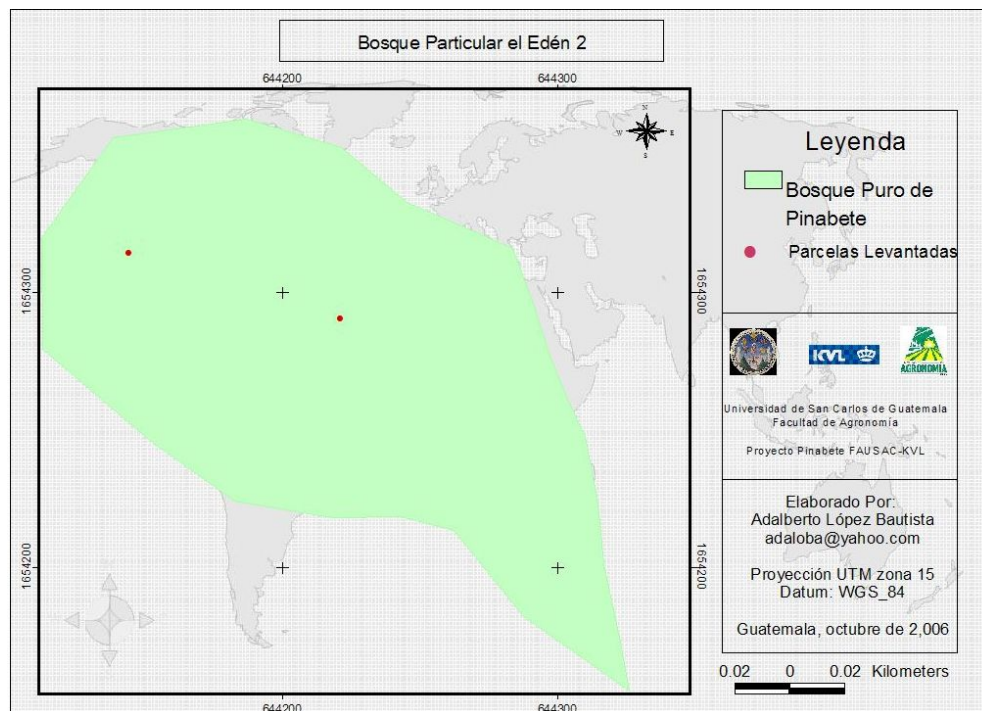 Bosque Particular el Edén 2
644200
644300
N
W
E
S
1654300
1654300
1654200
1654200
644200
644300
Leyenda
Bosque Puro de
Pinabete
Parcelas Levantadas
KVL
AGRONOMIA
Universidad de San Carlos de Guatemala
Facultad de Agronomía
Proyecto Pinabete FAUSAC-KVL
Elaborado Por:
Adalberto López Bautista
adaloba@yahoo.com
Proyección UTM zona 15
Datum: WGS_84
Guatemala, octubre de 2,006
0.02 0 0.02 Kilometers